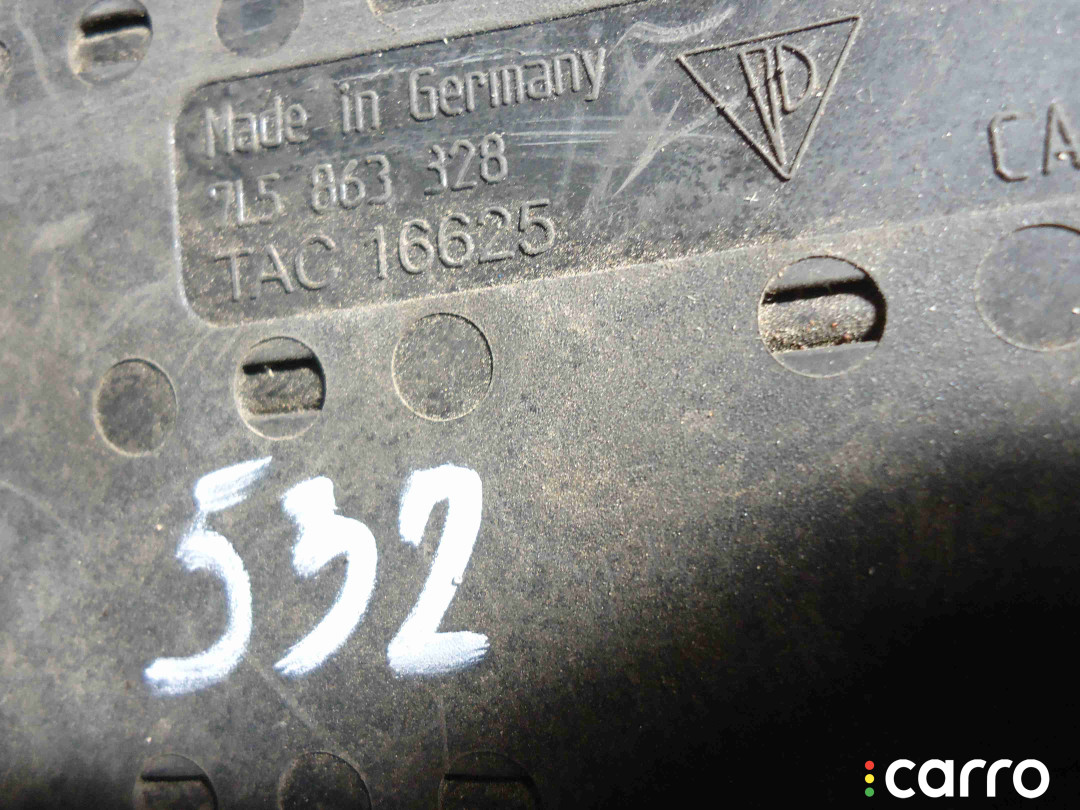 Made in Germany
7L5 863 328
TAC 16625
CA
532
carro